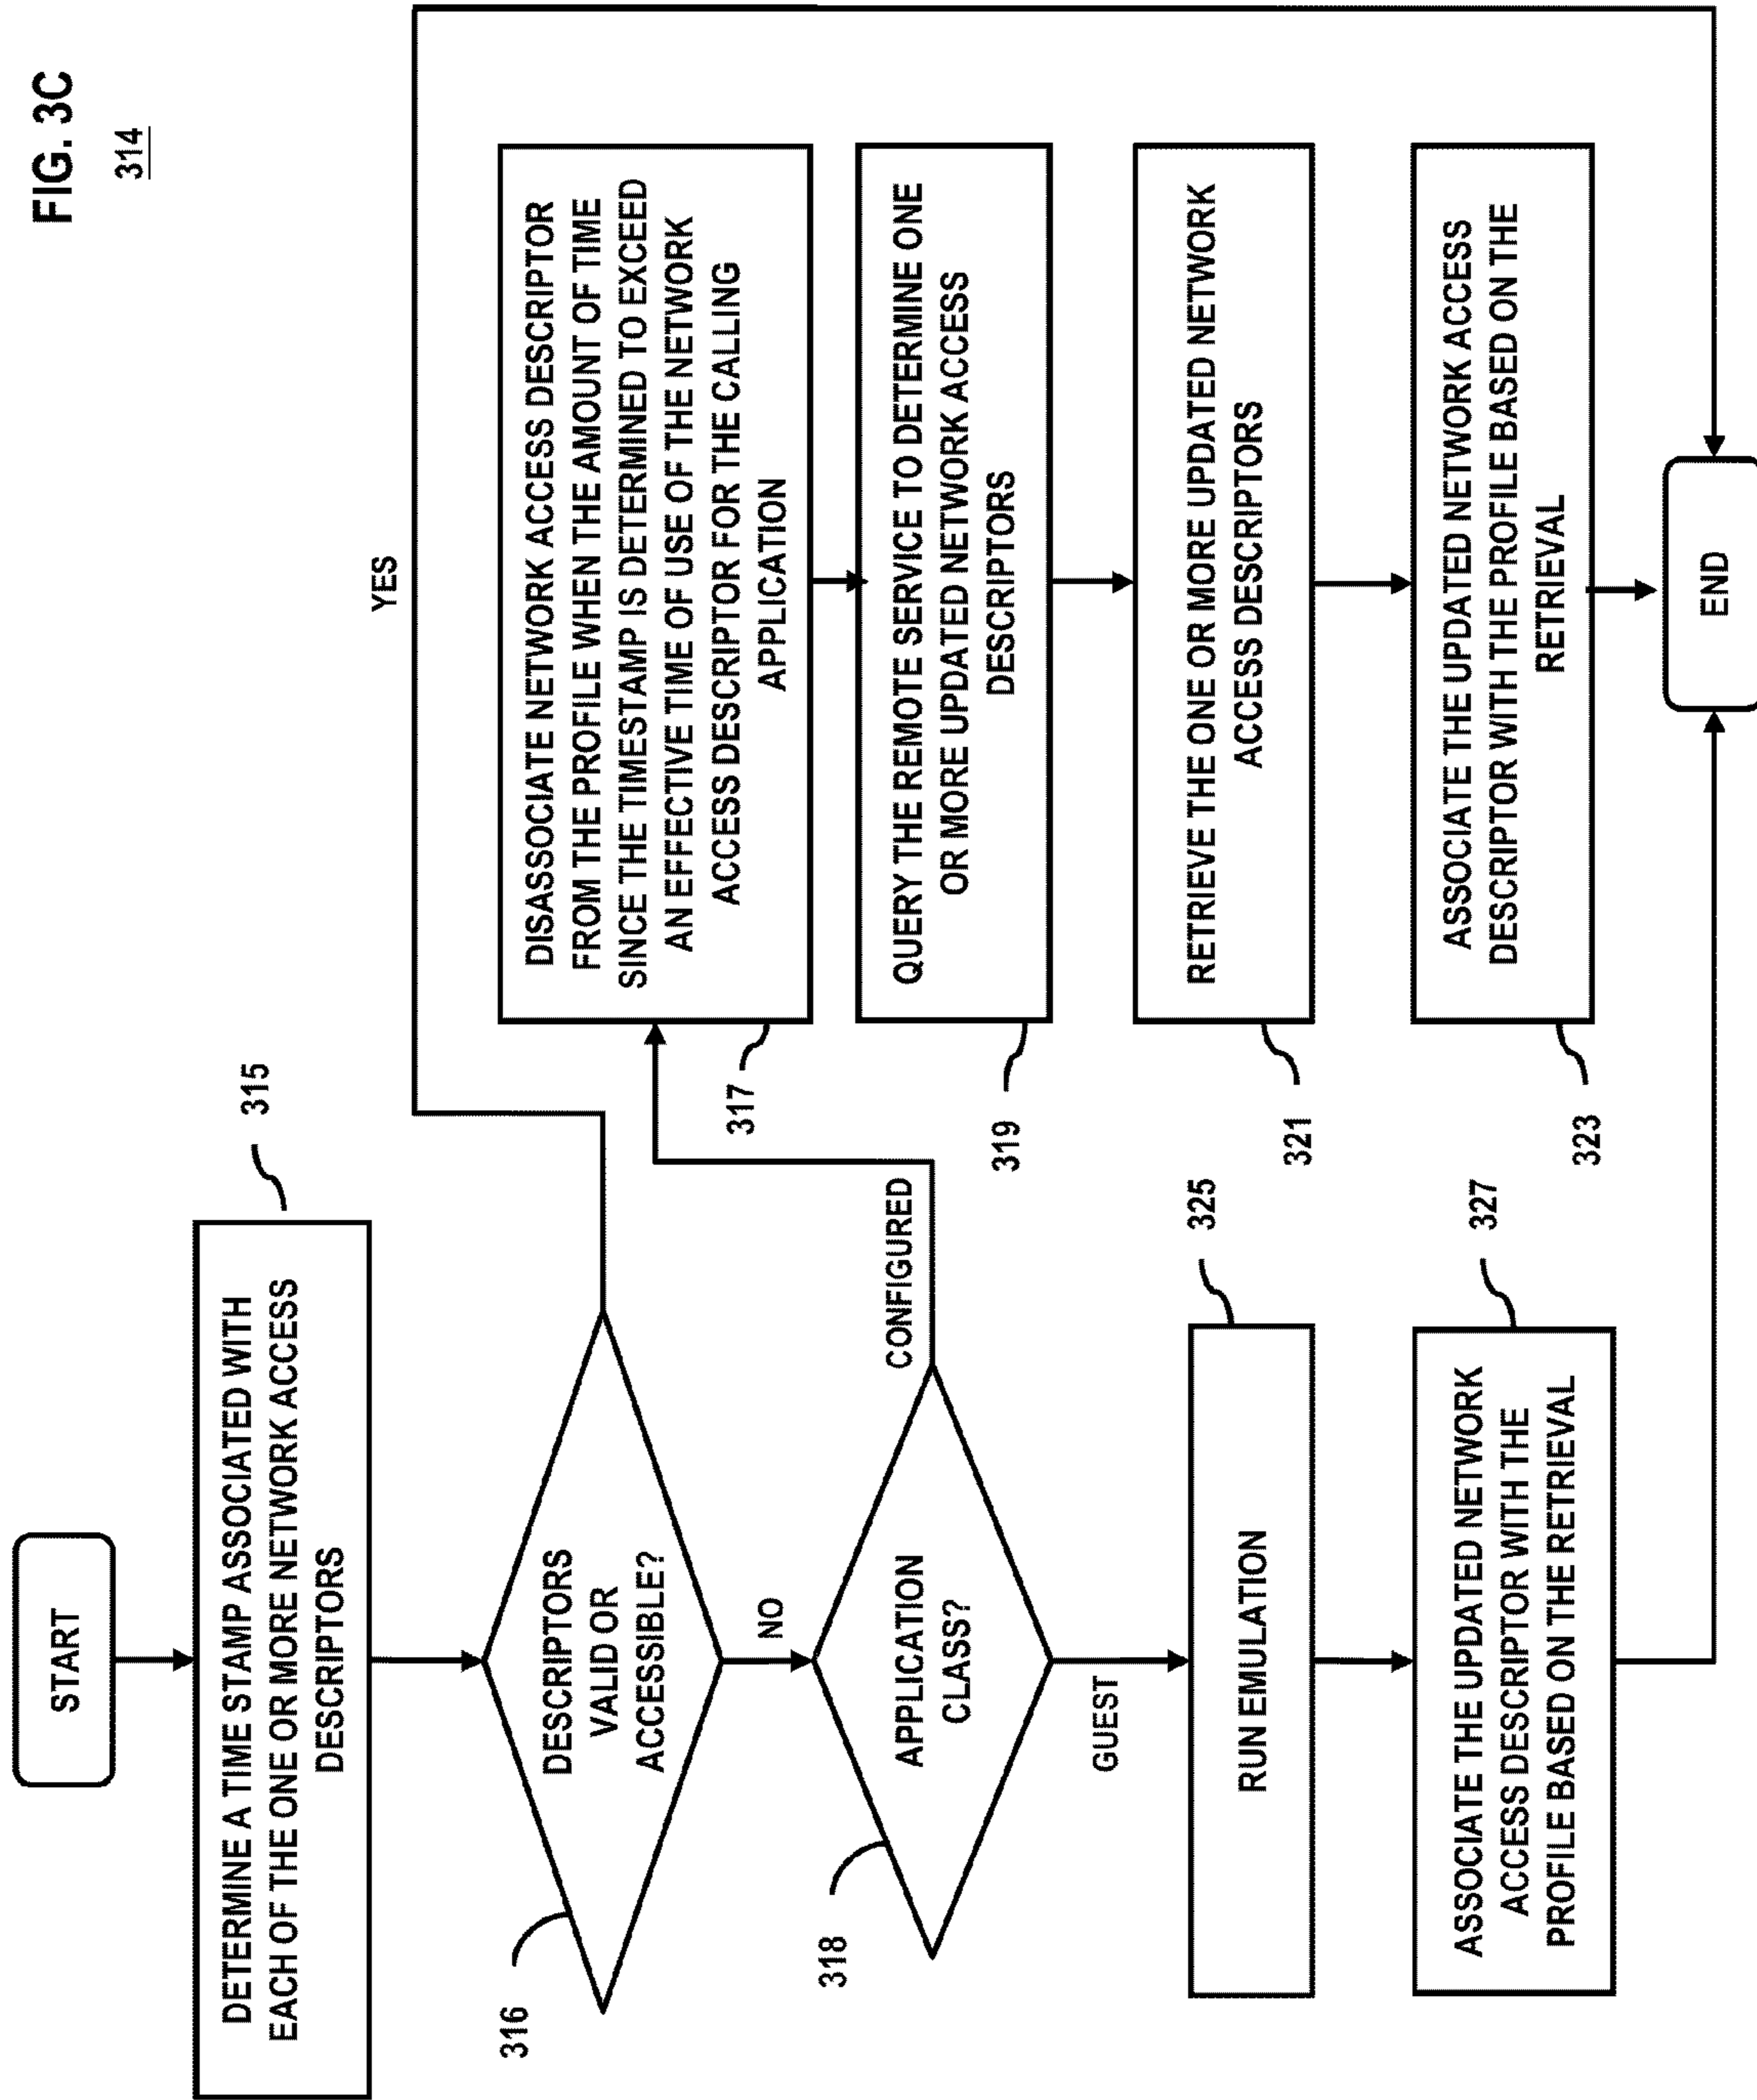 FIG. 3C
314
START
DETERMINE A TIME STAMP ASSOCIATED WITH
EACH OF THE ONE OR MORE NETWORK ACCESS
DESCRIPTORS
315
DESCRIPTORS
VALID OR
ACCESSIBLE?
316
YES
NO
APPLICATION
CLASS?
318
CONFIGURED
GUEST
DISASSOCIATE NETWORK ACCESS DESCRIPTOR
FROM THE PROFILE WHEN THE AMOUNT OF TIME
SINCE THE TIMESTAMP IS DETERMINED TO EXCEED
AN EFFECTIVE TIME OF USE OF THE NETWORK
ACCESS DESCRIPTOR FOR THE CALLING
APPLICATION
317
QUERY THE REMOTE SERVICE TO DETERMINE ONE
OR MORE UPDATED NETWORK ACCESS
DESCRIPTORS
319
RETRIEVE THE ONE OR MORE UPDATED NETWORK
ACCESS DESCRIPTORS
321
ASSOCIATE THE UPDATED NETWORK ACCESS
DESCRIPTOR WITH THE PROFILE BASED ON THE
RETRIEVAL
323
RUN EMULATION
325
ASSOCIATE THE UPDATED NETWORK
ACCESS DESCRIPTOR WITH THE
PROFILE BASED ON THE RETRIEVAL
327
END